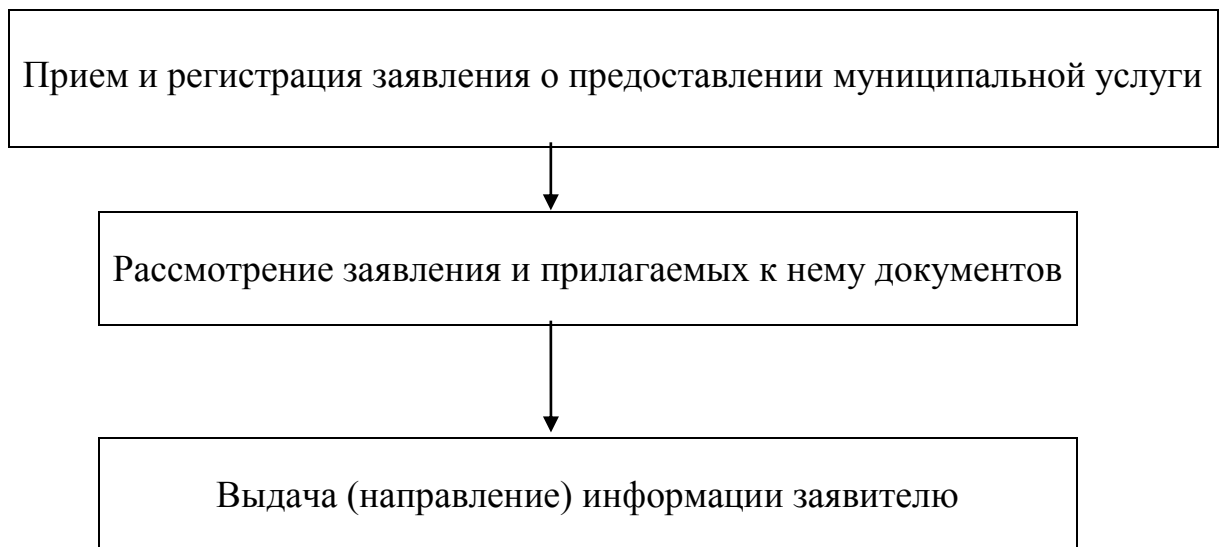 Прием и регистрация заявления о предоставлении муниципальной услуги
Рассмотрение заявления и прилагаемых к нему документов
Выдача (направление) информации заявителю